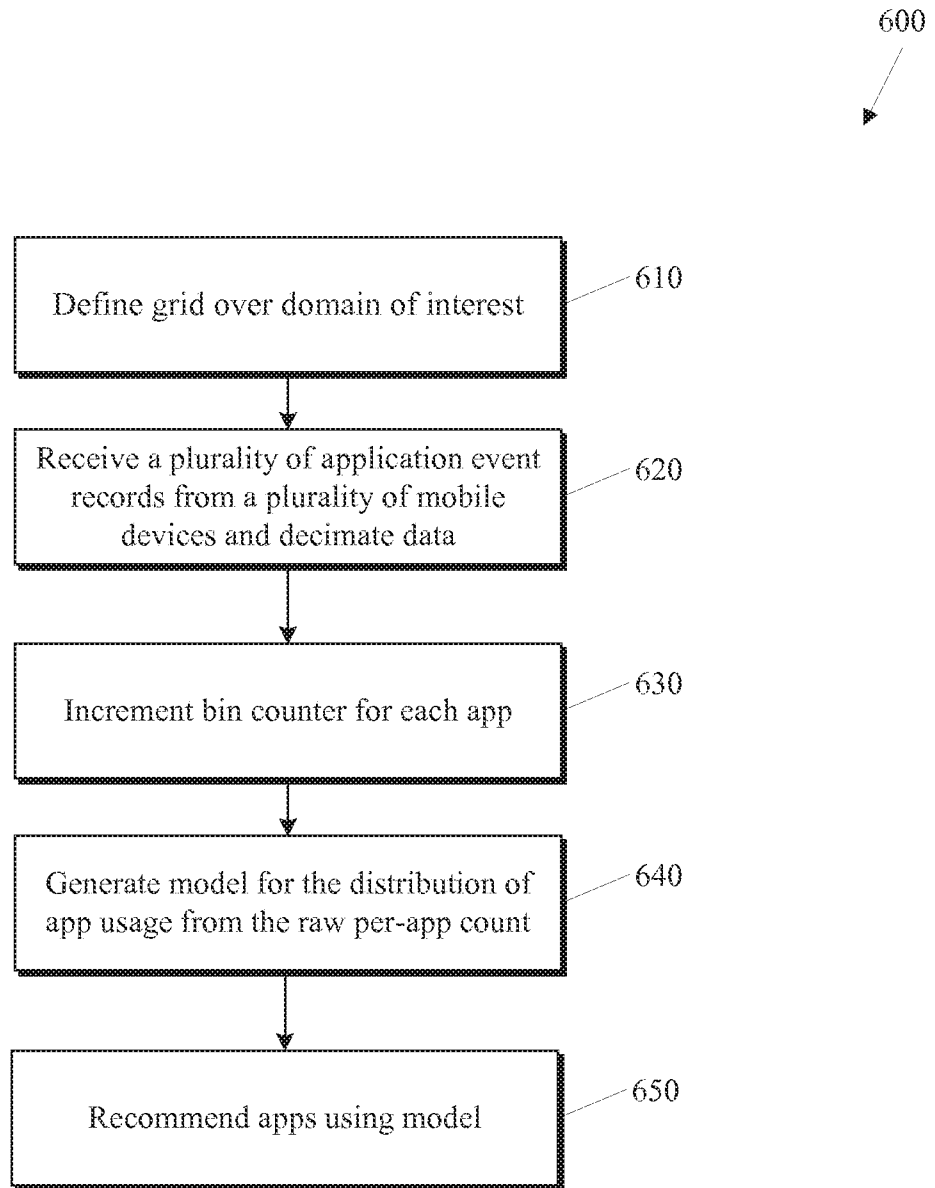 600
Define grid over domain of interest
610
Receive a plurality of application event
records from a plurality of mobile
devices and decimate data
620
Increment bin counter for each app
630
Generate model for the distribution of
app usage from the raw per-app count
640
Recommend apps using model
650